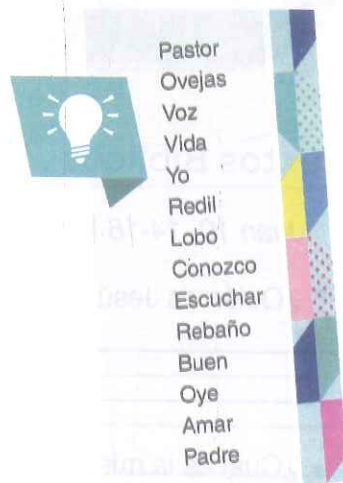 Pastor
Ovejas
Voz
Vida
Yo
Redil
Lobo
Conozco
Escuchar
Rebaño
Buen
Oye
Amar
Padre